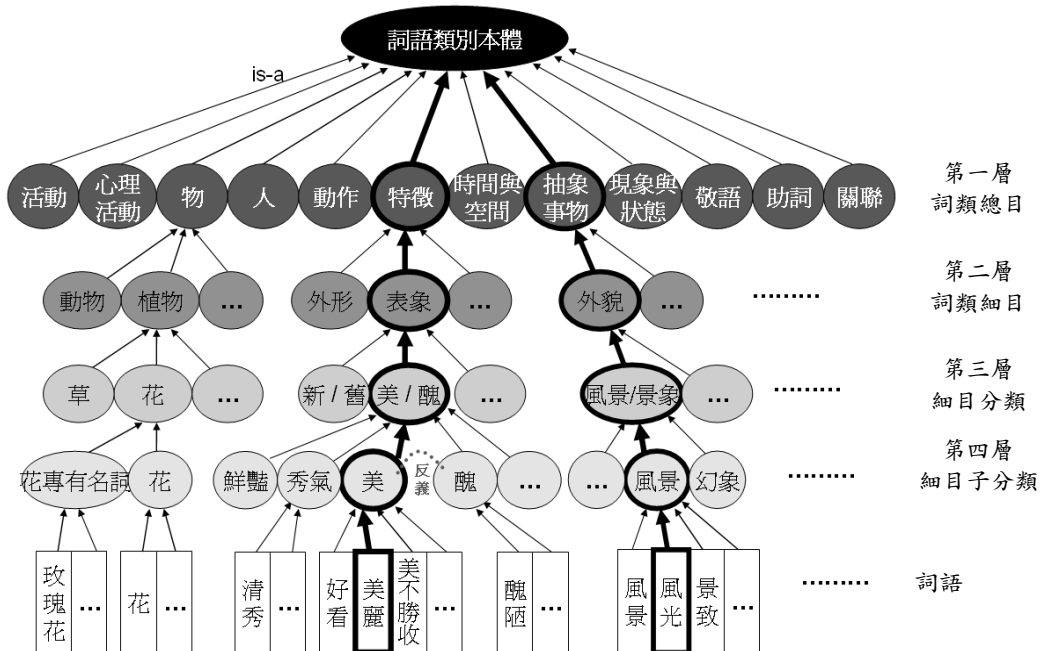 詞語類別本體
is-a
活動
心理
活動
物
人
動作
特徵
時間與
空間
抽象
事物
現象與
狀態
敬語
助詞
關聯
第一層
詞類總目
動物
植物
...
外形
表象
...
外貌
...
.........
第二層
詞類細目
草
花
...
新 / 舊
美 / 醜
...
風景/景象
...
.........
第三層
細目分類
花專有名詞
花
鮮豔
秀氣
美
反義
醜
...
...
風景
幻象
.........
第四層
細目子分類
玫瑰花
...
花
...
清秀
...
好看
美麗
美不勝收
...
醜陋
...
風景
風光
景致
...
.........
詞語